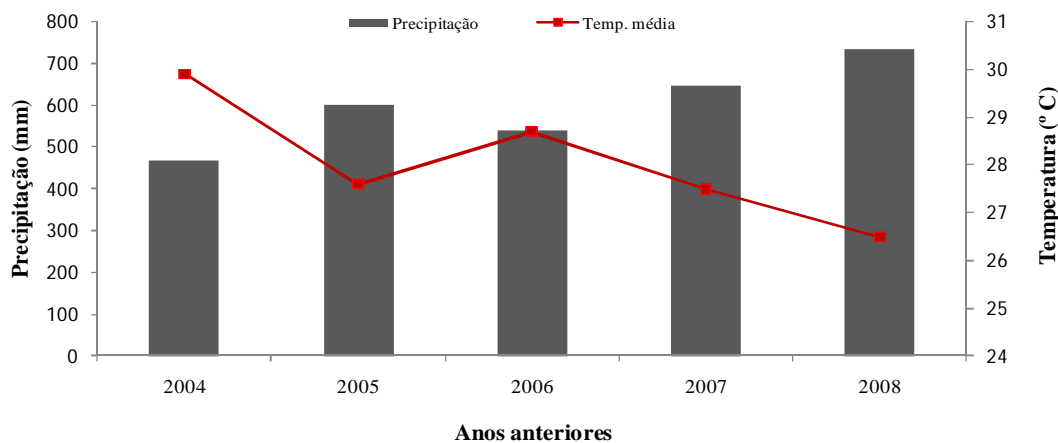 Precipitação
Temp. média
Precipitação (mm)
800
700
600
500
400
300
200
100
0
31
30
29
28
27
26
25
24
Temperatura (º C)
2004 2005 2006 2007 2008
Anos anteriores